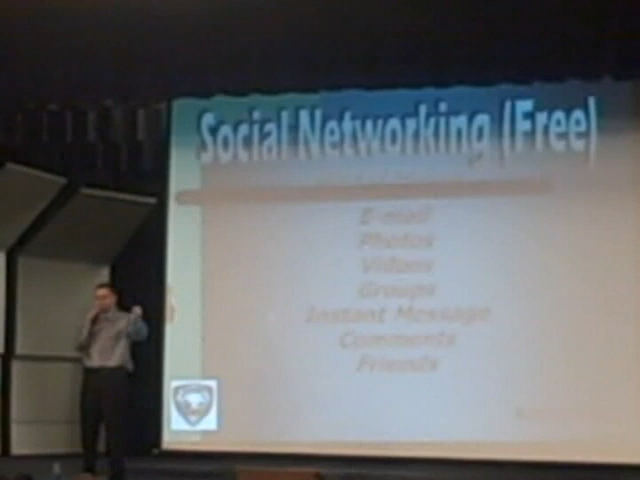 Social Networking (Free)
E-mail
Photos
Videos
Groups
Instant Message
Comments
Friends